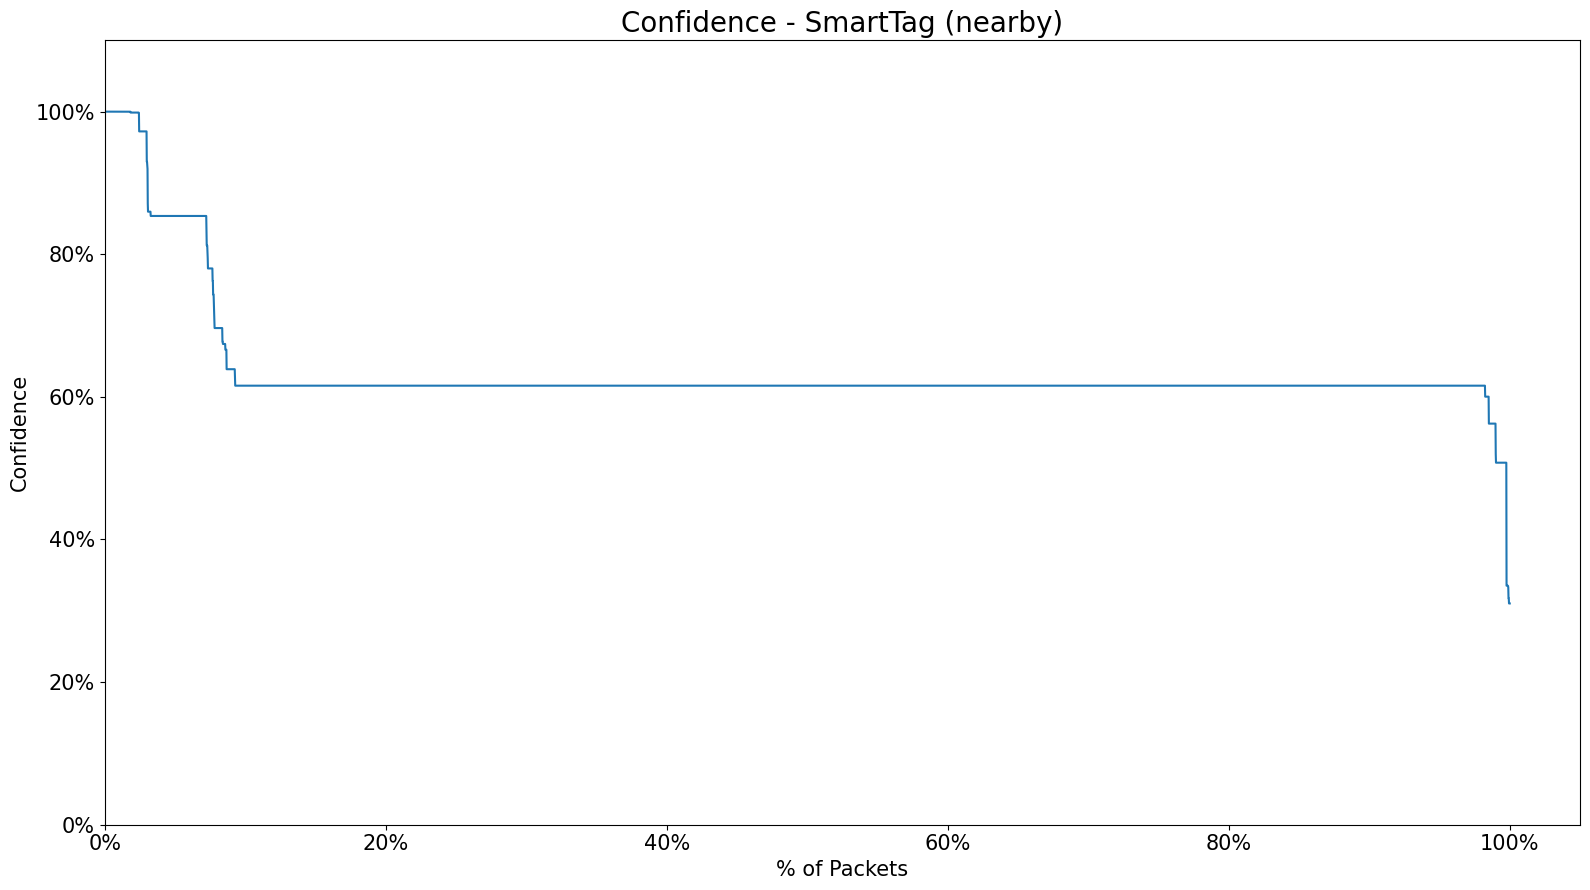 Confidence - SmartTag (nearby)
100%
80%
60%
40%
20%
0%
Confidence
0% 20% 40% 60% 80% 100%
% of Packets